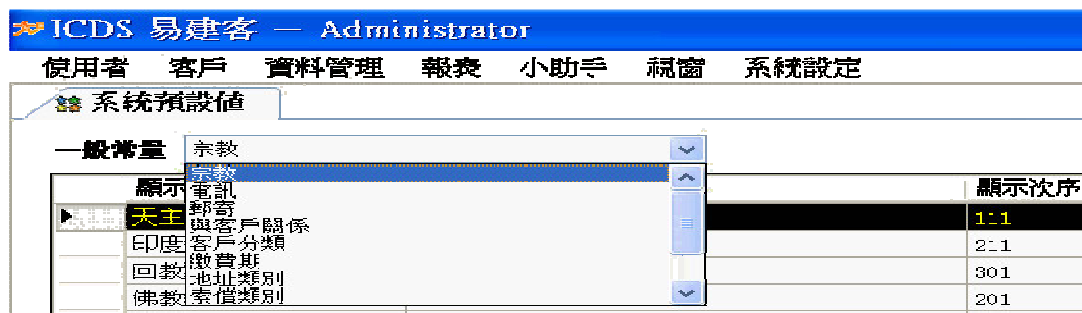 ICDS 易建客 — Administrator
使用者 客戶 資料管理 報表 小助手 視窗 系統設定
系統預設值
一般常量 宗教
宗教
電訊
郵寄
與客戶關係
客戶分類
繳費期
地址類別
索償類別
顯示 顯示次序
天主 111
印度 211
回教 301
佛教 201